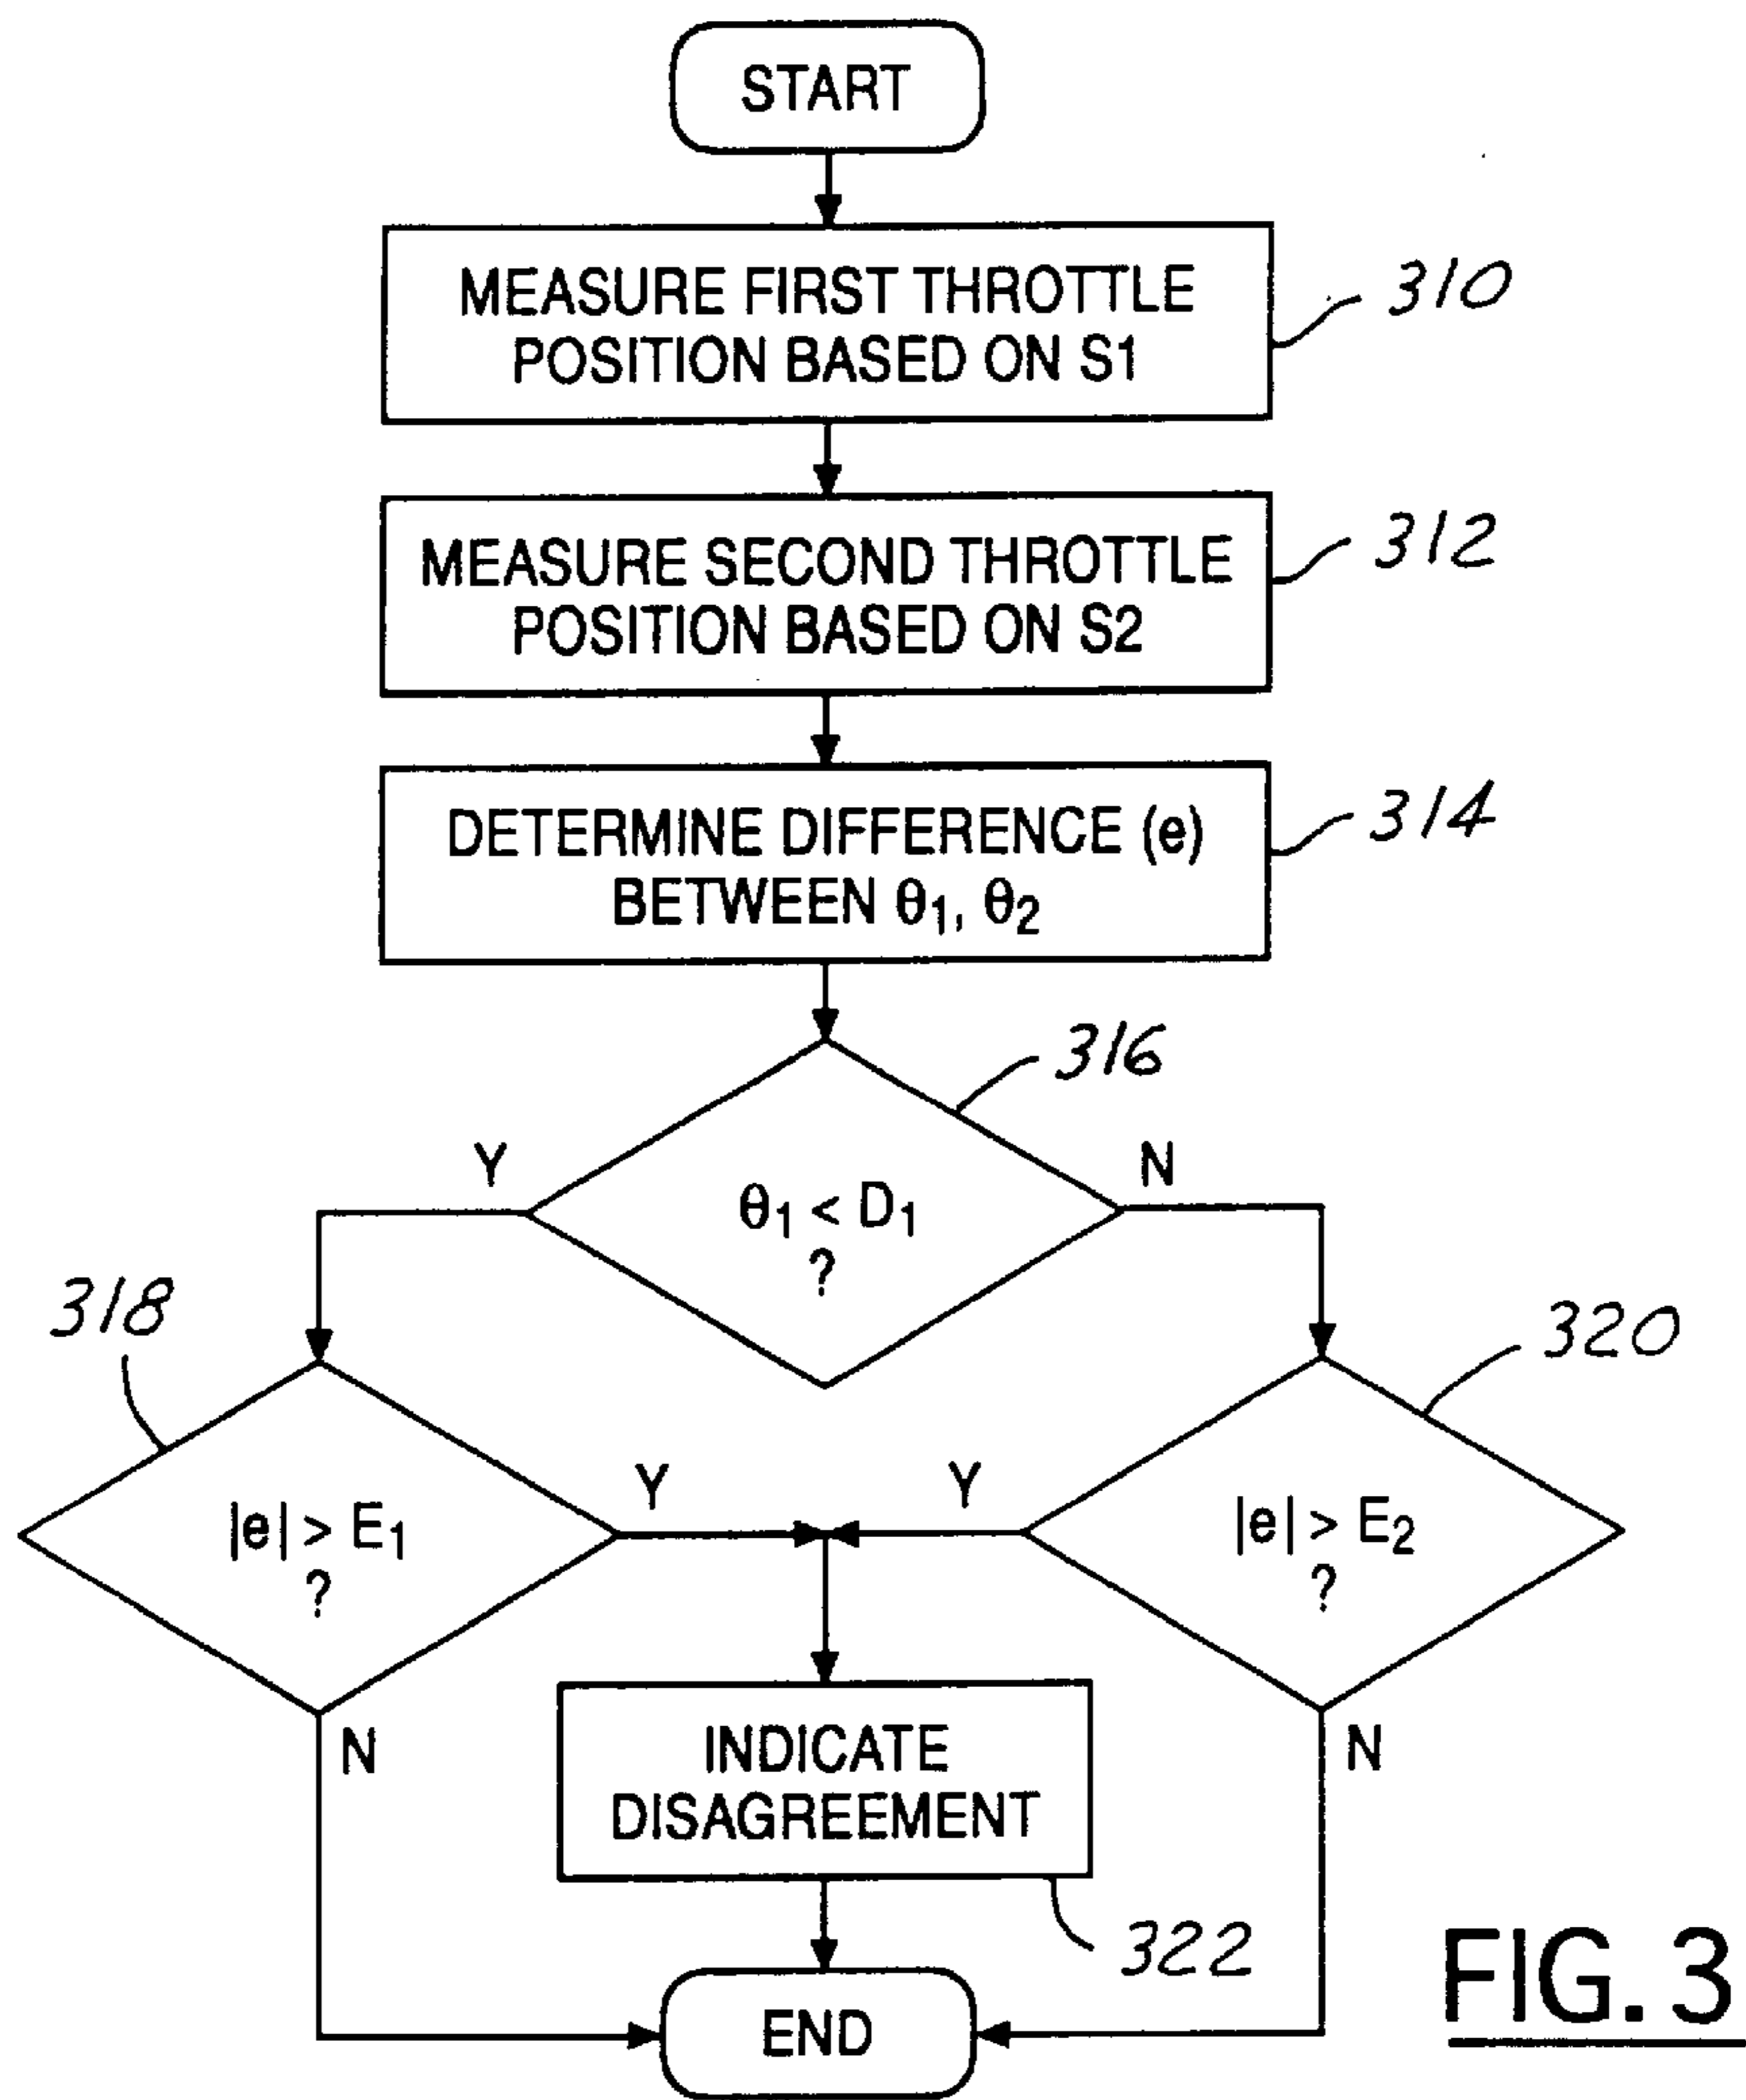 START
MEASURE FIRST THROTTLE
POSITION BASED ON S1
310
MEASURE SECOND THROTTLE
POSITION BASED ON S2
312
DETERMINE DIFFERENCE (e)
BETWEEN θ₁, θ₂
314
316
Y
N
θ₁ < D₁
?
318
320
|e| > E₁
?
Y
Y
|e| > E₂
?
N
INDICATE
DISAGREEMENT
N
322
END
FIG. 3